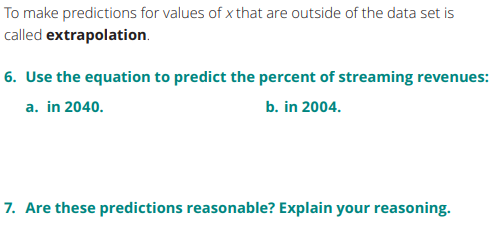 To make predictions for values of x that are outside of the data set is
called extrapolation.
6. Use the equation to predict the percent of streaming revenues:
a. in 2040. b. in 2004.
7. Are these predictions reasonable? Explain your reasoning.